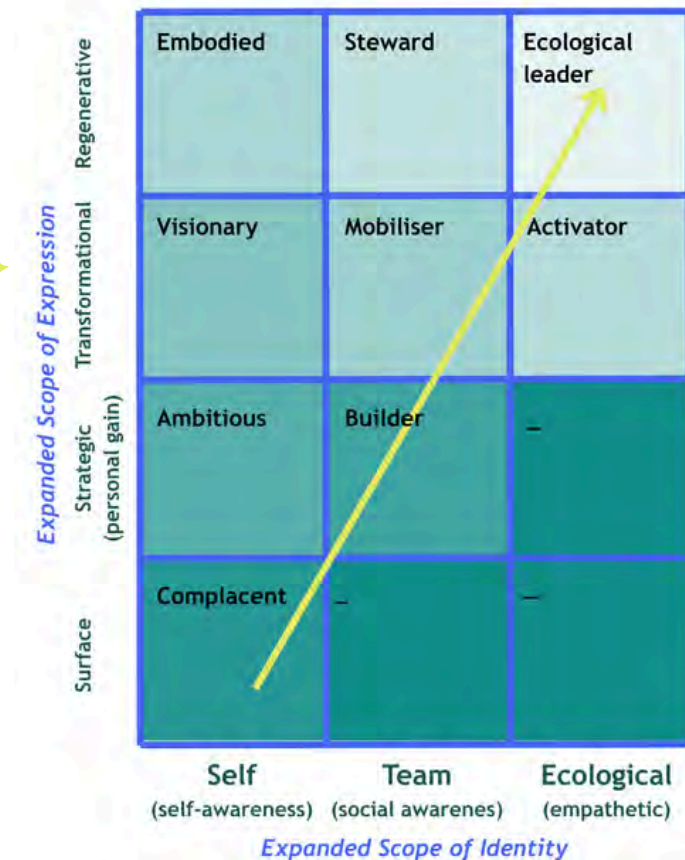 Embodied
Steward
Ecological
leader
Regenerative
Visionary
Mobiliser
Activator
Transformational
Expanded Scope of Expression
Ambitious
Builder
–
Strategic
(personal gain)
Complacent
–
–
Surface
Self
Team
Ecological
(self-awareness)
(social awarenes)
(empathetic)
Expanded Scope of Identity